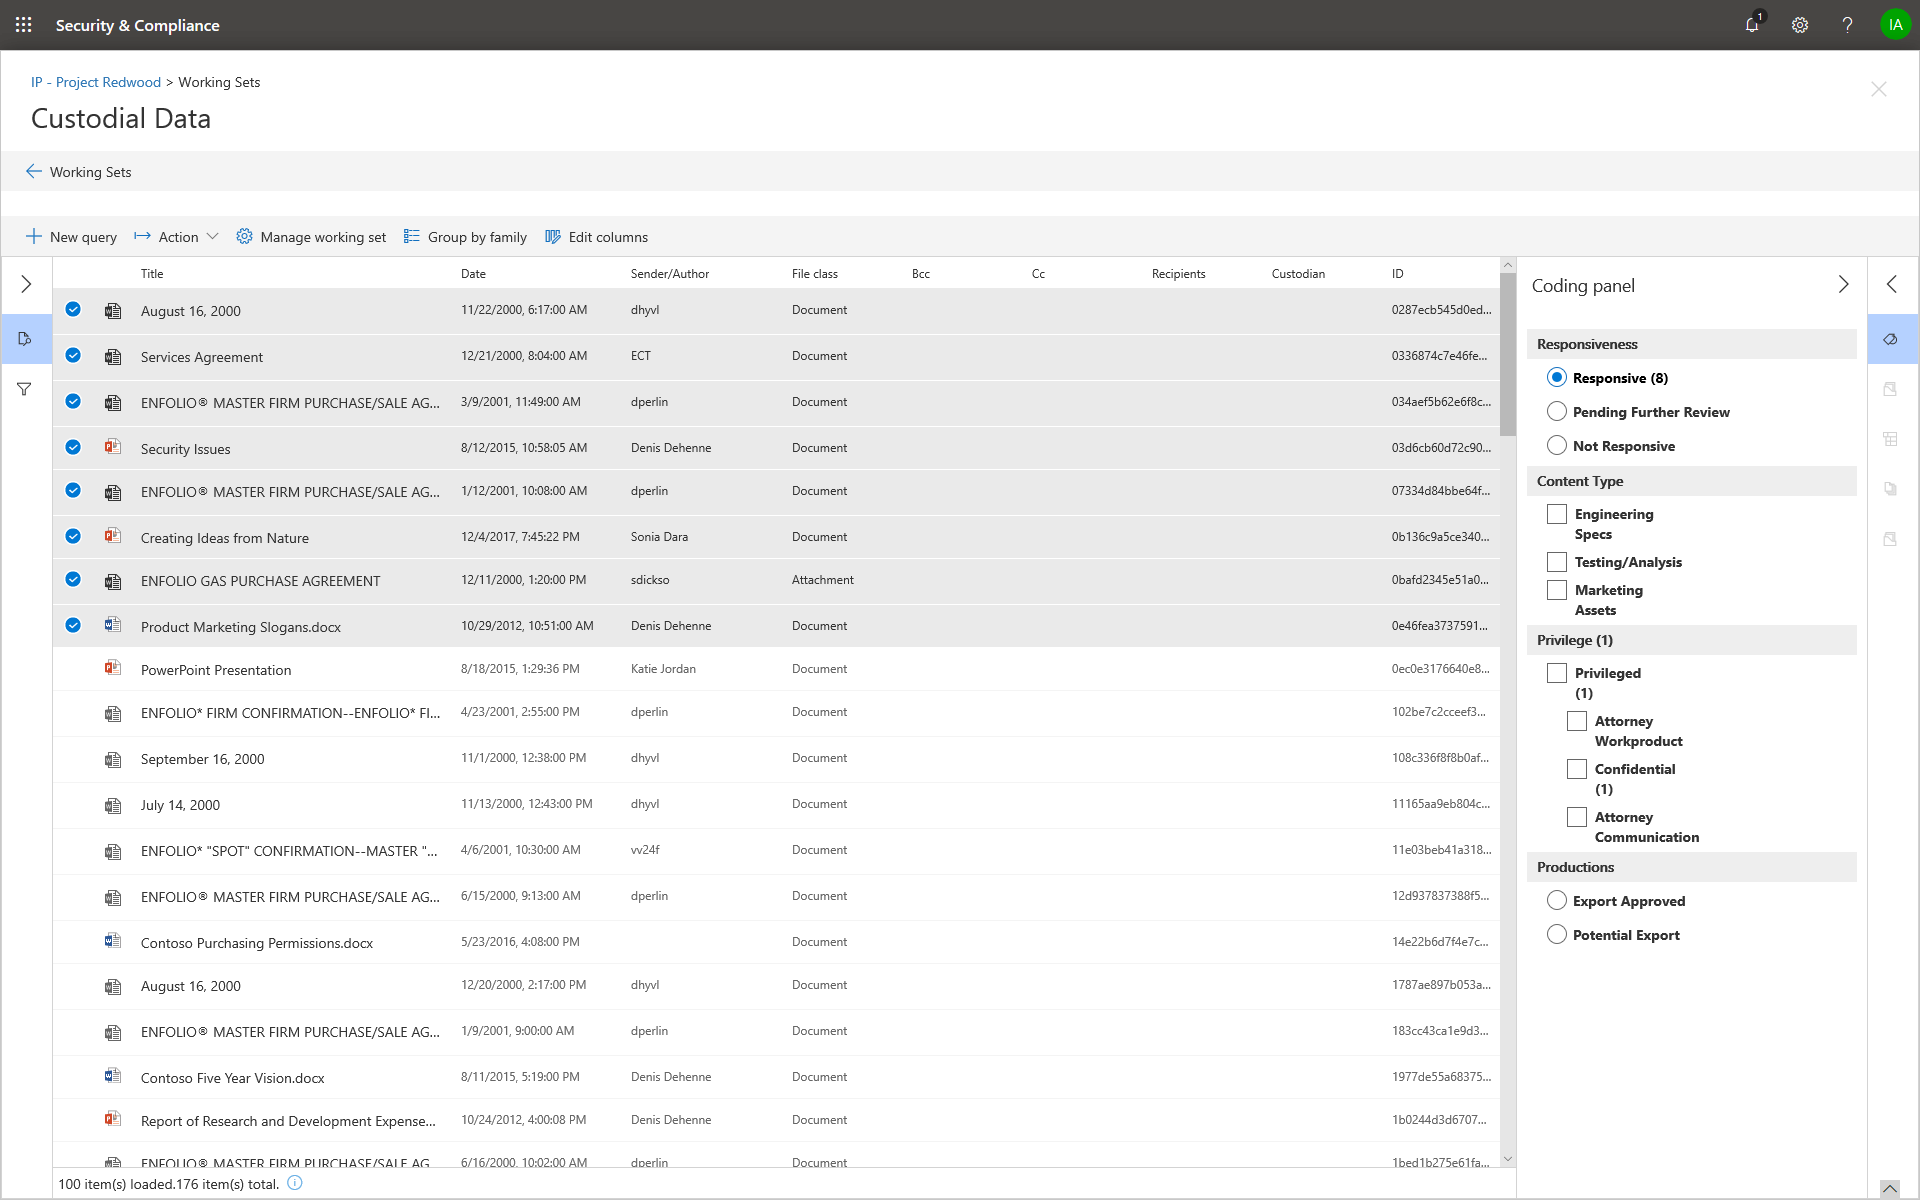 Security & Compliance
1
IA
IP - Project Redwood > Working Sets
Custodial Data
Working Sets
New query Action Manage working set Group by family Edit columns
Title Date Sender/Author File class Bcc Cc Recipients Custodian ID
August 16, 2000 11/22/2000, 6:17:00 AM dhyvl Document 0287ecb545d0ed...
Services Agreement 12/21/2000, 8:04:00 AM ECT Document 0336874c7e46fe...
ENFOLIO® MASTER FIRM PURCHASE/SALE AG... 3/9/2001, 11:49:00 AM dperlin Document 034aef5b62e6f8c...
Security Issues 8/12/2015, 10:58:05 AM Denis Dehenne Document 03d6cb60d72c90...
ENFOLIO® MASTER FIRM PURCHASE/SALE AG... 1/12/2001, 10:08:00 AM dperlin Document 07334d84bbe64f...
Creating Ideas from Nature 12/4/2017, 7:45:22 PM Sonia Dara Document 0b136c9a5ce340...
ENFOLIO GAS PURCHASE AGREEMENT 12/11/2000, 1:20:00 PM sdickso Attachment 0bafd2345e51a0...
Product Marketing Slogans.docx 10/29/2012, 10:51:00 AM Denis Dehenne Document 0e46fea3737591...
PowerPoint Presentation 8/18/2015, 1:29:36 PM Katie Jordan Document 0ec0e3176640e8...
ENFOLIO* FIRM CONFIRMATION--ENFOLIO* FI... 4/23/2001, 2:55:00 PM dperlin Document 102be7c2cceef3...
September 16, 2000 11/1/2000, 12:38:00 PM dhyvl Document 108c336f8f8b0af...
July 14, 2000 11/13/2000, 12:43:00 PM dhyvl Document 11165aa9eb804c...
ENFOLIO* "SPOT" CONFIRMATION--MASTER "... 4/6/2001, 10:30:00 AM vv24f Document 11e03beb41a318...
ENFOLIO® MASTER FIRM PURCHASE/SALE AG... 6/15/2000, 9:13:00 AM dperlin Document 12d937837388f5...
Contoso Purchasing Permissions.docx 5/23/2016, 4:08:00 PM Document 14e22b6d7f4e7c...
August 16, 2000 12/20/2000, 2:17:00 PM dhyvl Document 1787ae897b053a...
ENFOLIO® MASTER FIRM PURCHASE/SALE AG... 1/9/2001, 9:00:00 AM dperlin Document 183cc43ca1e9d3...
Contoso Five Year Vision.docx 8/11/2015, 5:19:00 PM Denis Dehenne Document 1977de55a68375...
Report of Research and Development Expense... 10/24/2012, 4:00:08 PM Denis Dehenne Document 1b0244d3d6707...
ENFOLIO® MASTER FIRM PURCHASE/SALE AG 6/16/2000, 10:02:00 AM dperlin Document 1bed1b275e61fa...
100 item(s) loaded.176 item(s) total.
Coding panel
Responsiveness
Responsive (8)
Pending Further Review
Not Responsive
Content Type
Engineering
Specs
Testing/Analysis
Marketing
Assets
Privilege (1)
Privileged
(1)
Attorney
Workproduct
Confidential
(1)
Attorney
Communication
Productions
Export Approved
Potential Export